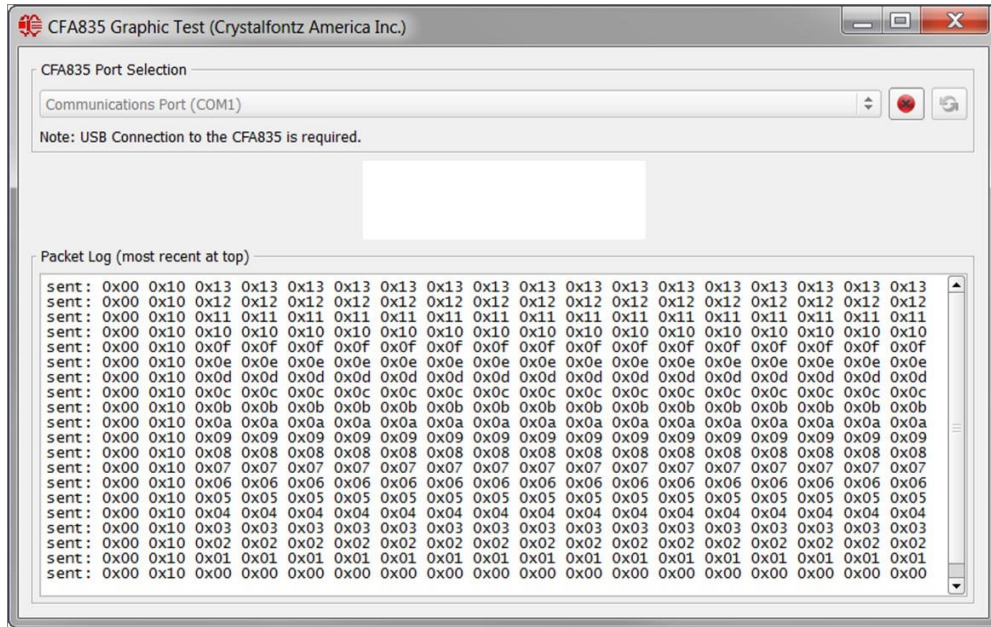 CFA835 Graphic Test (Crystalfontz America Inc.)
CFA835 Port Selection
Communications Port (COM1)
Note: USB Connection to the CFA835 is required.
Packet Log (most recent at top)
sent: 0x00 0x10 0x13 0x13 0x13 0x13 0x13 0x13 0x13 0x13 0x13 0x13 0x13 0x13 0x13 0x13 0x13 0x13
sent: 0x00 0x10 0x12 0x12 0x12 0x12 0x12 0x12 0x12 0x12 0x12 0x12 0x12 0x12 0x12 0x12 0x12 0x12
sent: 0x00 0x10 0x11 0x11 0x11 0x11 0x11 0x11 0x11 0x11 0x11 0x11 0x11 0x11 0x11 0x11 0x11 0x11
sent: 0x00 0x10 0x10 0x10 0x10 0x10 0x10 0x10 0x10 0x10 0x10 0x10 0x10 0x10 0x10 0x10 0x10 0x10
sent: 0x00 0x10 0x0f 0x0f 0x0f 0x0f 0x0f 0x0f 0x0f 0x0f 0x0f 0x0f 0x0f 0x0f 0x0f 0x0f 0x0f 0x0f
sent: 0x00 0x10 0x0e 0x0e 0x0e 0x0e 0x0e 0x0e 0x0e 0x0e 0x0e 0x0e 0x0e 0x0e 0x0e 0x0e 0x0e 0x0e
sent: 0x00 0x10 0x0d 0x0d 0x0d 0x0d 0x0d 0x0d 0x0d 0x0d 0x0d 0x0d 0x0d 0x0d 0x0d 0x0d 0x0d 0x0d
sent: 0x00 0x10 0x0c 0x0c 0x0c 0x0c 0x0c 0x0c 0x0c 0x0c 0x0c 0x0c 0x0c 0x0c 0x0c 0x0c 0x0c 0x0c
sent: 0x00 0x10 0x0b 0x0b 0x0b 0x0b 0x0b 0x0b 0x0b 0x0b 0x0b 0x0b 0x0b 0x0b 0x0b 0x0b 0x0b 0x0b
sent: 0x00 0x10 0x0a 0x0a 0x0a 0x0a 0x0a 0x0a 0x0a 0x0a 0x0a 0x0a 0x0a 0x0a 0x0a 0x0a 0x0a 0x0a
sent: 0x00 0x10 0x09 0x09 0x09 0x09 0x09 0x09 0x09 0x09 0x09 0x09 0x09 0x09 0x09 0x09 0x09 0x09
sent: 0x00 0x10 0x08 0x08 0x08 0x08 0x08 0x08 0x08 0x08 0x08 0x08 0x08 0x08 0x08 0x08 0x08 0x08
sent: 0x00 0x10 0x07 0x07 0x07 0x07 0x07 0x07 0x07 0x07 0x07 0x07 0x07 0x07 0x07 0x07 0x07 0x07
sent: 0x00 0x10 0x06 0x06 0x06 0x06 0x06 0x06 0x06 0x06 0x06 0x06 0x06 0x06 0x06 0x06 0x06 0x06
sent: 0x00 0x10 0x05 0x05 0x05 0x05 0x05 0x05 0x05 0x05 0x05 0x05 0x05 0x05 0x05 0x05 0x05 0x05
sent: 0x00 0x10 0x04 0x04 0x04 0x04 0x04 0x04 0x04 0x04 0x04 0x04 0x04 0x04 0x04 0x04 0x04 0x04
sent: 0x00 0x10 0x03 0x03 0x03 0x03 0x03 0x03 0x03 0x03 0x03 0x03 0x03 0x03 0x03 0x03 0x03 0x03
sent: 0x00 0x10 0x02 0x02 0x02 0x02 0x02 0x02 0x02 0x02 0x02 0x02 0x02 0x02 0x02 0x02 0x02 0x02
sent: 0x00 0x10 0x01 0x01 0x01 0x01 0x01 0x01 0x01 0x01 0x01 0x01 0x01 0x01 0x01 0x01 0x01 0x01
sent: 0x00 0x10 0x00 0x00 0x00 0x00 0x00 0x00 0x00 0x00 0x00 0x00 0x00 0x00 0x00 0x00 0x00 0x00